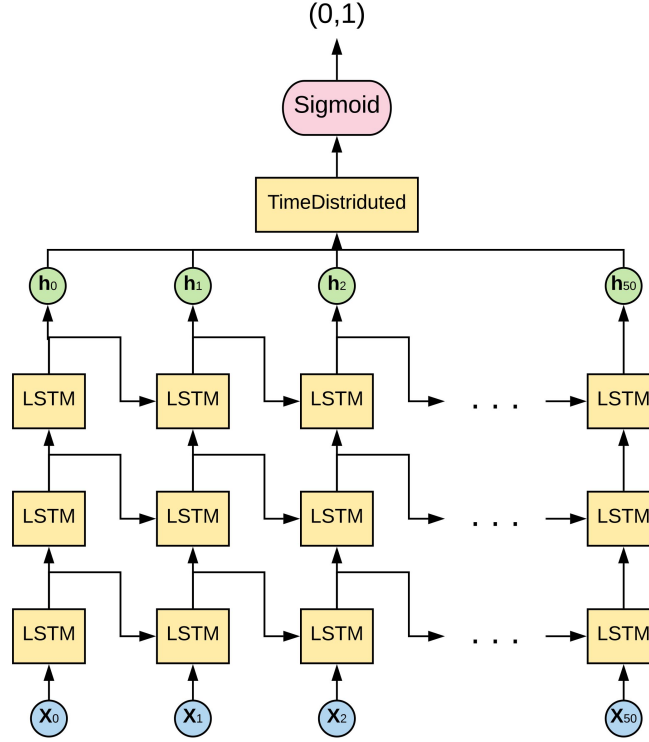 (0,1)
Sigmoid
TimeDistriduted
h0 h1 h2 h50
LSTM LSTM LSTM . . . LSTM
LSTM LSTM LSTM . . . LSTM
LSTM LSTM LSTM . . . LSTM
X0 X1 X2 X50